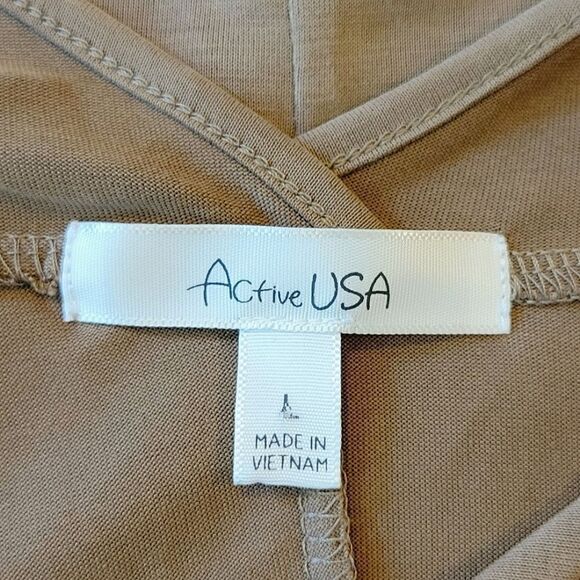 Active USA
L
MADE IN
VIETNAM